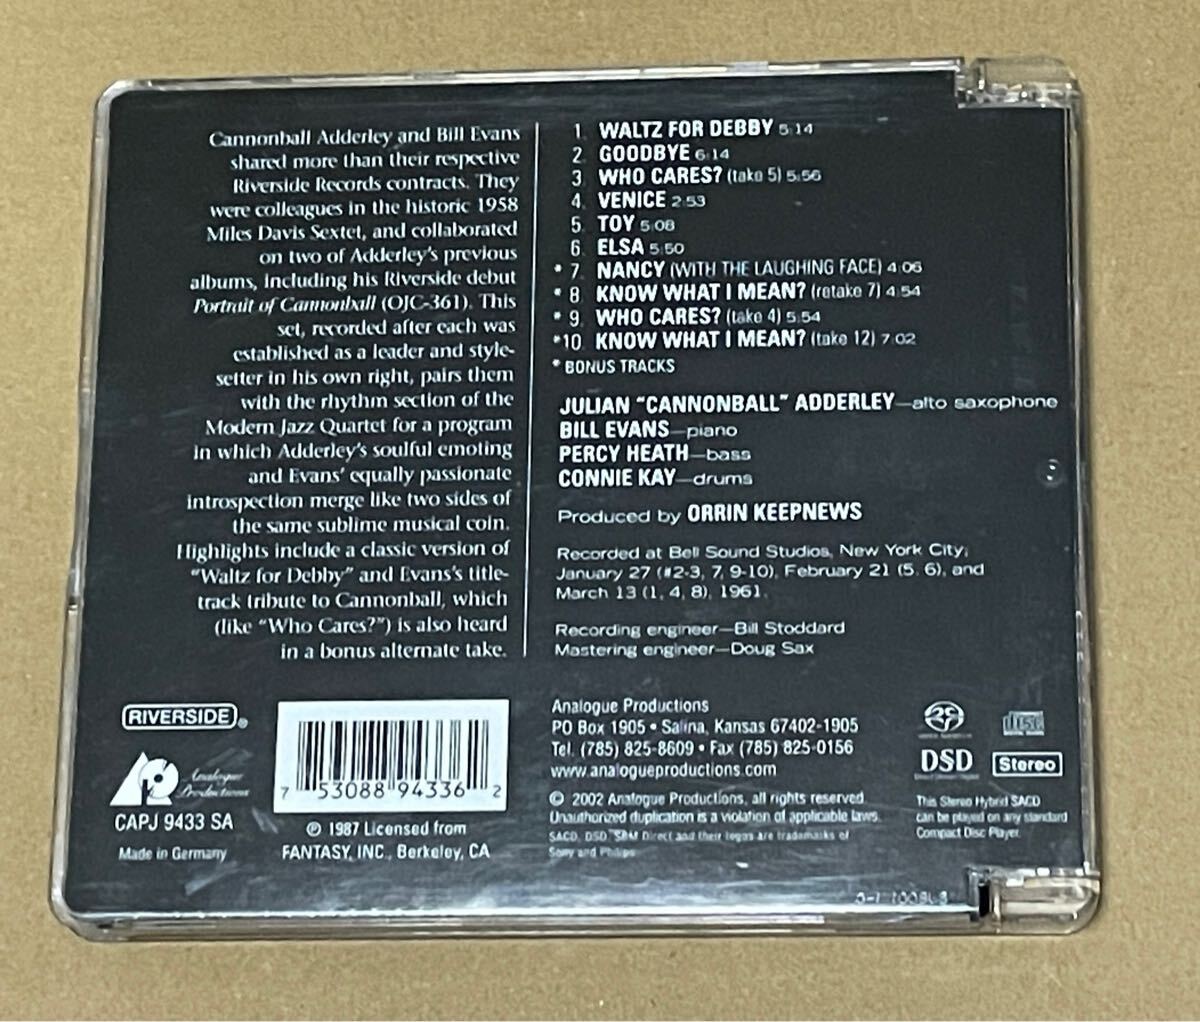 Cannonball Adderley and Bill Evans
shared more than their respective
Riverside Records contracts. They
were colleagues in the historic 1958
Miles Davis Sextet, and collaborated
on two of Adderley's previous
albums, including his Riverside debut
Portrait of Cannonball (OJC-361). This
set, recorded after each was
established as a leader and style-
setter in his own right, pairs them
with the rhythm section of the
Modern Jazz Quartet for a program
in which Adderley's soulful emoting
and Evans' equally passionate
introspection merge like two sides of
the same sublime musical coin.
Highlights include a classic version of
"Waltz for Debby" and Evans's title-
track tribute to Cannonball, which
(like "Who Cares?") is also heard
in a bonus alternate take.
1. WALTZ FOR DEBBY 5:14
2. GOODBYE 6:14
3. WHO CARES? (take 5) 5:56
4. VENICE 2:53
5. TOY 5:08
6. ELSA 5:50
* 7. NANCY (WITH THE LAUGHING FACE) 4:06
* 8. KNOW WHAT I MEAN? (retake 7) 4:54
* 9. WHO CARES? (take 4) 5:54
*10. KNOW WHAT I MEAN? (take 12) 7:02
* BONUS TRACKS
JULIAN "CANNONBALL" ADDERLEY—alto saxophone
BILL EVANS—piano
PERCY HEATH—bass
CONNIE KAY—drums
Produced by ORRIN KEEPNEWS
Recorded at Bell Sound Studios, New York City;
January 27 (#2-3, 7, 9-10), February 21 (5, 6), and
March 13 (1, 4, 8), 1961.
Recording engineer—Bill Stoddard
Mastering engineer—Doug Sax
RIVERSIDE®
AP Analogue
Productions
CAPJ 9433 SA
Made in Germany
7 53088 94336 2
℗ 1987 Licensed from
FANTASY, INC., Berkeley, CA
Analogue Productions
PO Box 1905 • Salina, Kansas 67402-1905
Tel. (785) 825-8609 • Fax (785) 825-0156
www.analogueproductions.com
© 2002 Analogue Productions, all rights reserved.
Unauthorized duplication is a violation of applicable laws.
SACD, DSD, SBM Direct and their logos are trademarks of
Sony and Philips.
DSD
Direct Stream Digital
disc
Stereo
This Stereo Hybrid SACD
can be played on any standard
Compact Disc Player.